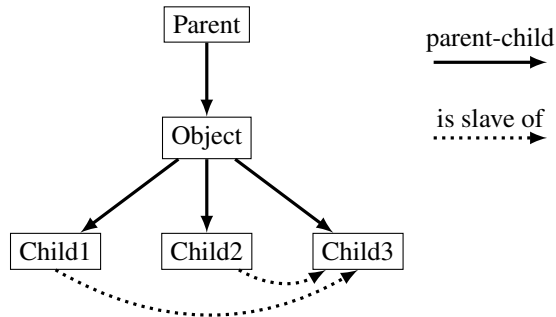 Parent
parent-child
is slave of
Object
Child1
Child2
Child3